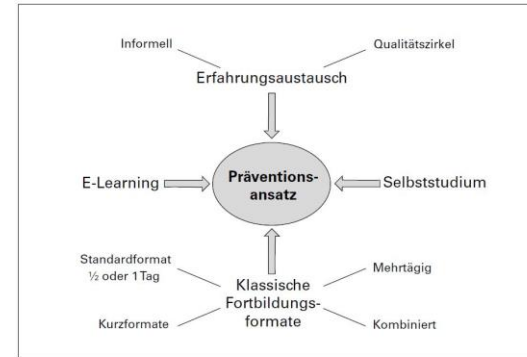 Informell
Qualitätszirkel
Erfahrungsaustausch
E-Learning
Präventions-
ansatz
Selbststudium
Standardformat
½ oder 1 Tag
Klassische
Fortbildungs-
formate
Mehrtägig
Kurzformate
Kombiniert